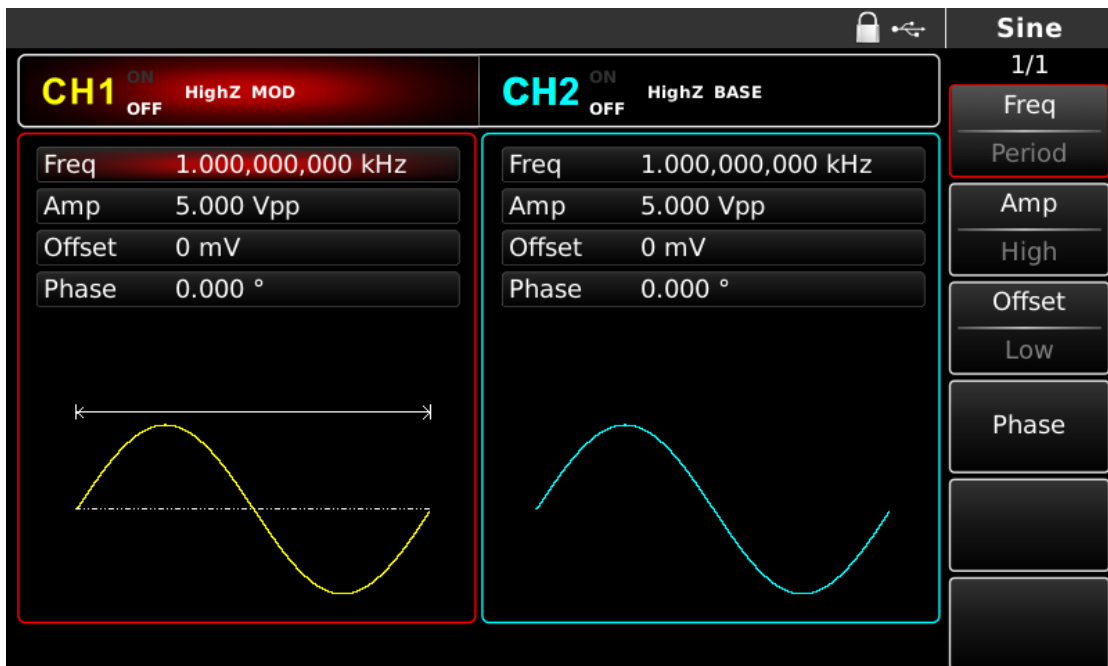 Sine
1/1
CH1 ON OFF HighZ MOD
CH2 ON OFF HighZ BASE
Freq 1.000,000,000 kHz
Amp 5.000 Vpp
Offset 0 mV
Phase 0.000 °
Freq 1.000,000,000 kHz
Amp 5.000 Vpp
Offset 0 mV
Phase 0.000 °
Freq
Period
Amp
High
Offset
Low
Phase